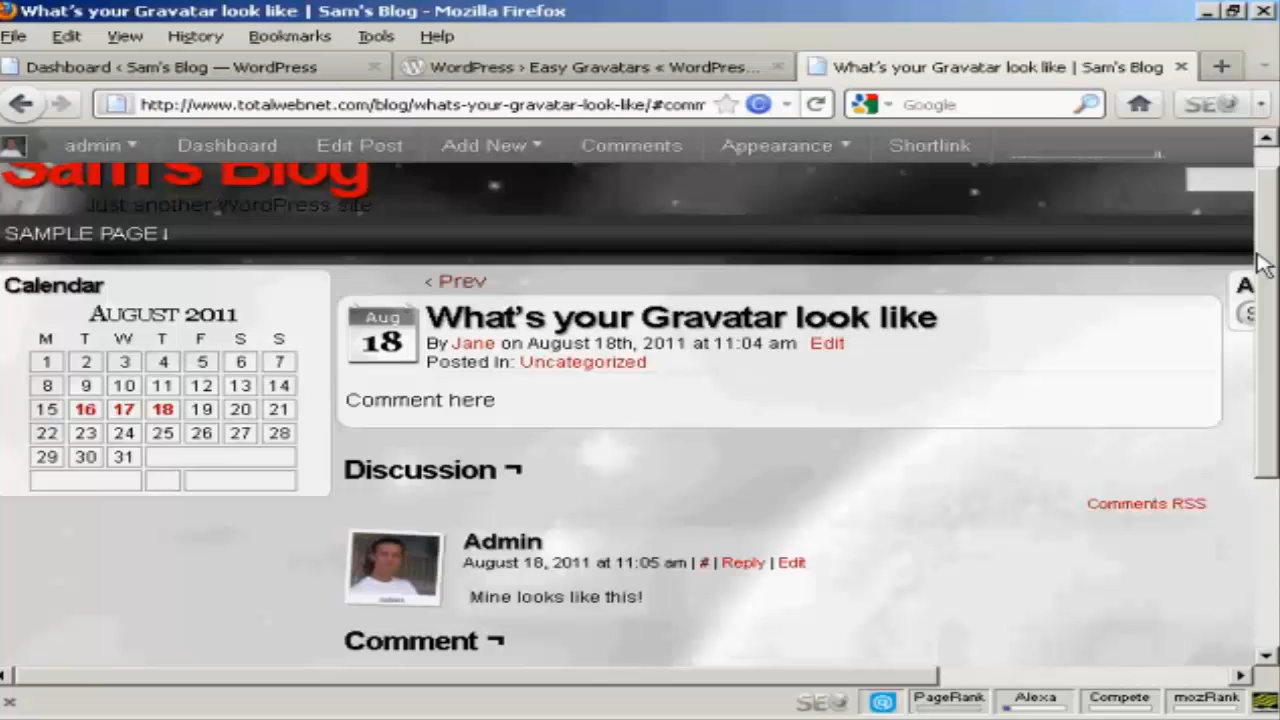 What's your Gravatar look like | Sam's Blog - Mozilla Firefox
File Edit View History Bookmarks Tools Help
Dashboard ‹ Sam's Blog — WordPress
WordPress › Easy Gravatars « WordPres...
What's your Gravatar look like | Sam's Blog
http://www.totalwebnet.com/blog/whats-your-gravatar-look-like/#comm
Google
SEO
admin Dashboard Edit Post Add New Comments Appearance Shortlink
Sam's Blog
Just another WordPress site
SAMPLE PAGE↓
Calendar
AUGUST 2011
M T W T F S S
1 2 3 4 5 6 7
8 9 10 11 12 13 14
15 16 17 18 19 20 21
22 23 24 25 26 27 28
29 30 31
‹ Prev
Aug
18
What's your Gravatar look like
By Jane on August 18th, 2011 at 11:04 am Edit
Posted In: Uncategorized
Comment here
Discussion ¬
Comments RSS
Admin
August 18, 2011 at 11:05 am | # | Reply | Edit
Mine looks like this!
Comment ¬
A
SEO
PageRank Alexa Compete mozRank